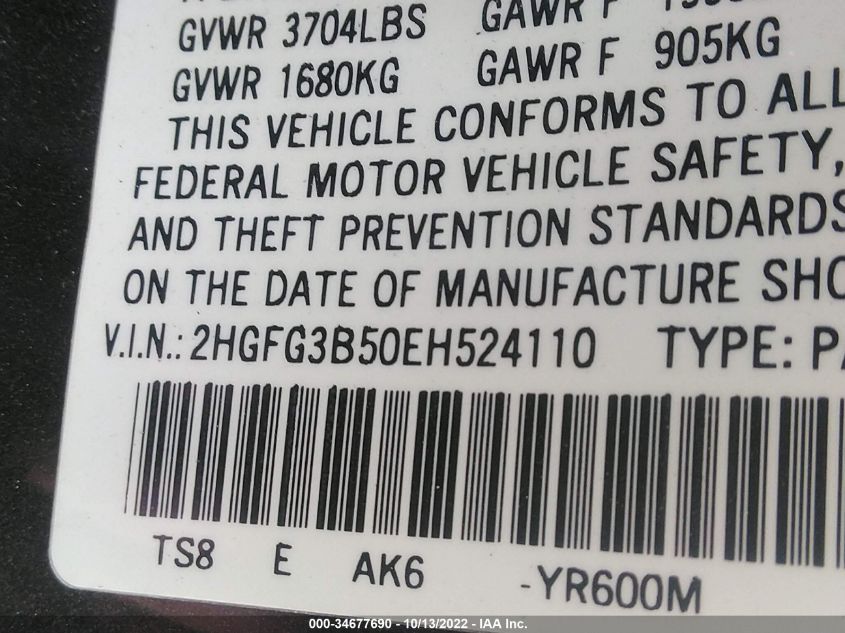 GVWR 3704LBS GAWR F
GVWR 1680KG GAWR F 905KG
THIS VEHICLE CONFORMS TO ALL
FEDERAL MOTOR VEHICLE SAFETY,
AND THEFT PREVENTION STANDARDS
ON THE DATE OF MANUFACTURE SHO
V.I.N.: 2HGFG3B50EH524110 TYPE: PA
TS8 E AK6 -YR600M
000-34677690 - 10/13/2022 - IAA Inc.